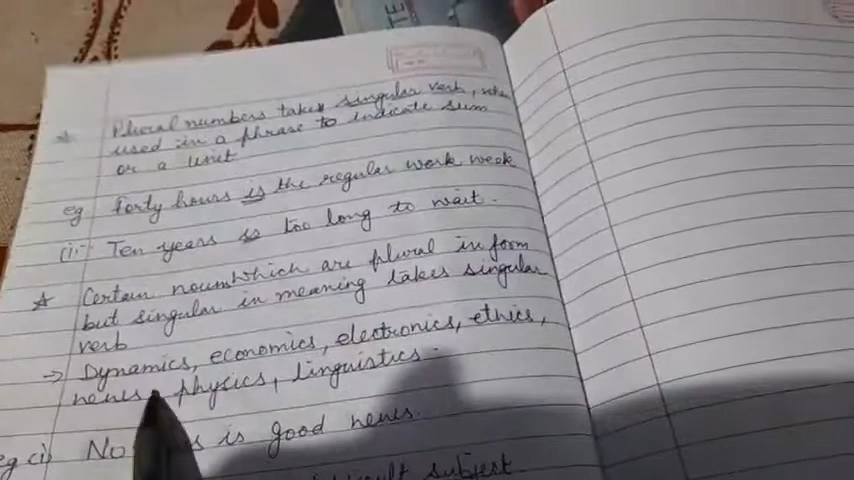 * Plural numbers takes singular verb, when
used in a phrase to indicate sum
or a unit
eg Forty hours is the regular work week
(ii) Ten years is too long to wait.
* Certain noun which are plural in form
but singular in meaning takes singular
verb
→ Dynamics, economics, electronics, ethics,
news, physics, linguistics.
eg (i) No is good news.
subject